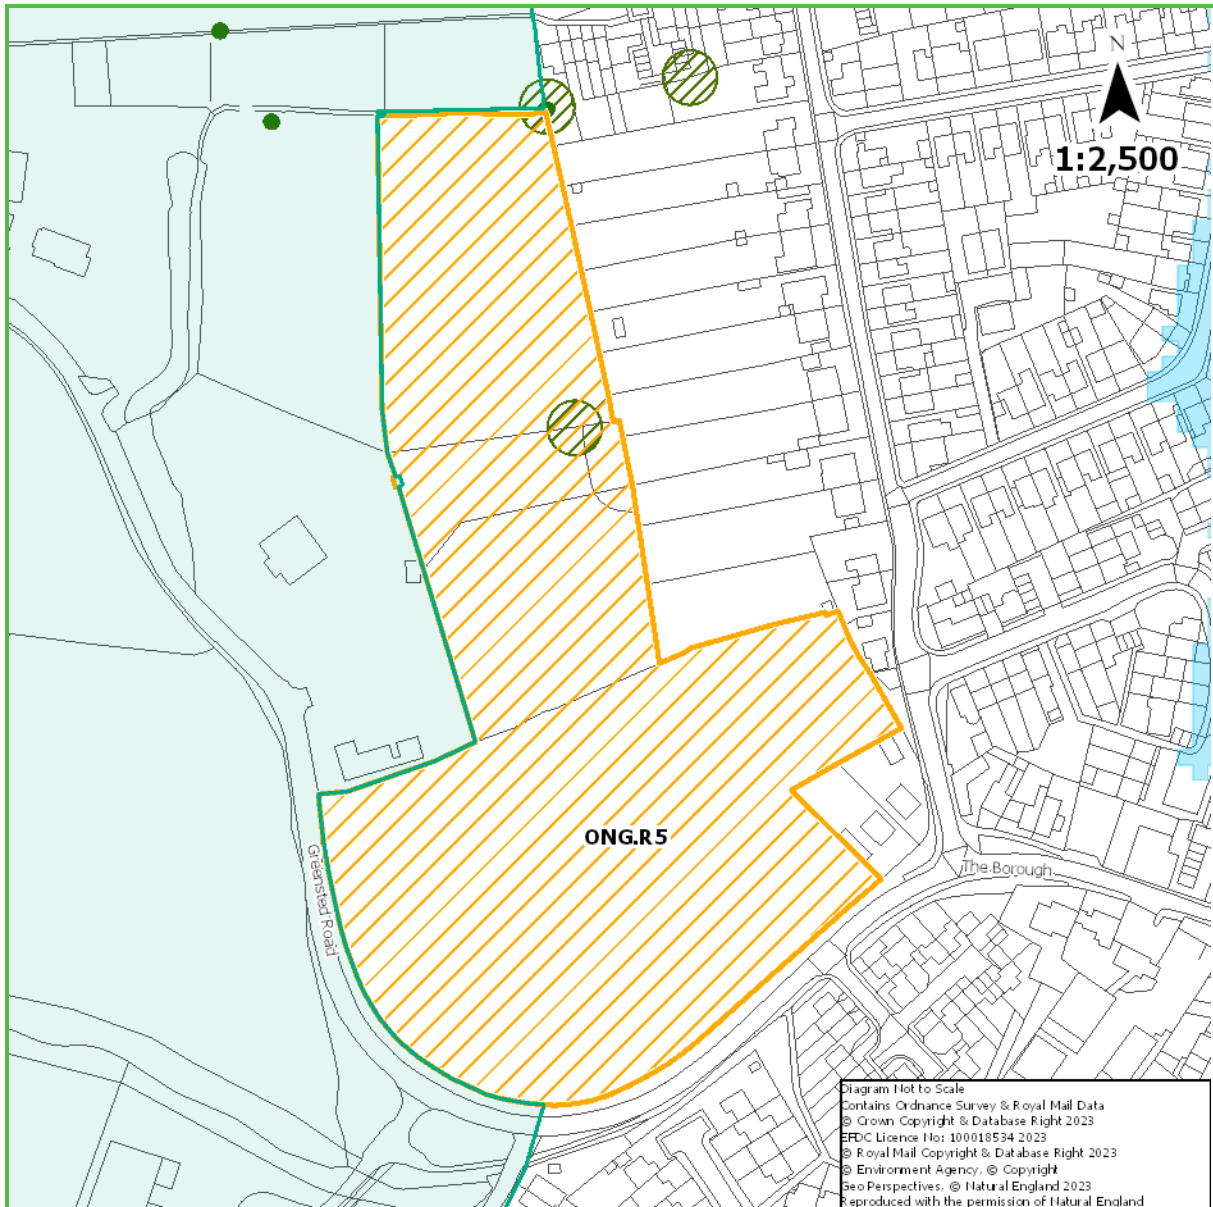 N
1:2,500
ONG.R5
Greensted Road
The Borough
Diagram Not to Scale
Contains Ordnance Survey & Royal Mail Data
© Crown Copyright & Database Right 2023
EFDC Licence No: 100018534 2023
© Royal Mail Copyright & Database Right 2023
© Environment Agency, © Copyright
Geo Perspectives, © Natural England 2023
Reproduced with the permission of Natural England